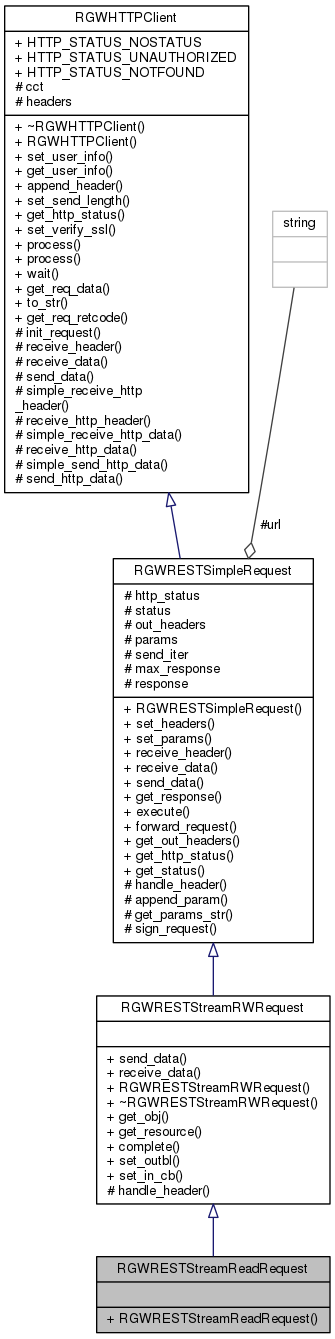 RGWHTTPClient
+ HTTP_STATUS_NOSTATUS
+ HTTP_STATUS_UNAUTHORIZED
+ HTTP_STATUS_NOTFOUND
# cct
# headers
+ ~RGWHTTPClient()
+ RGWHTTPClient()
+ set_user_info()
+ get_user_info()
+ append_header()
+ set_send_length()
+ get_http_status()
+ set_verify_ssl()
+ process()
+ process()
+ wait()
+ get_req_data()
+ to_str()
+ get_req_retcode()
# init_request()
# receive_header()
# receive_data()
# send_data()
# simple_receive_http
_header()
# receive_http_header()
# simple_receive_http_data()
# receive_http_data()
# simple_send_http_data()
# send_http_data()
string
#url
RGWRESTSimpleRequest
# http_status
# status
# out_headers
# params
# send_iter
# max_response
# response
+ RGWRESTSimpleRequest()
+ set_headers()
+ set_params()
+ receive_header()
+ receive_data()
+ send_data()
+ get_response()
+ execute()
+ forward_request()
+ get_out_headers()
+ get_http_status()
+ get_status()
# handle_header()
# append_param()
# get_params_str()
# sign_request()
RGWRESTStreamRWRequest
+ send_data()
+ receive_data()
+ RGWRESTStreamRWRequest()
+ ~RGWRESTStreamRWRequest()
+ get_obj()
+ get_resource()
+ complete()
+ set_outbl()
+ set_in_cb()
# handle_header()
RGWRESTStreamReadRequest
+ RGWRESTStreamReadRequest()